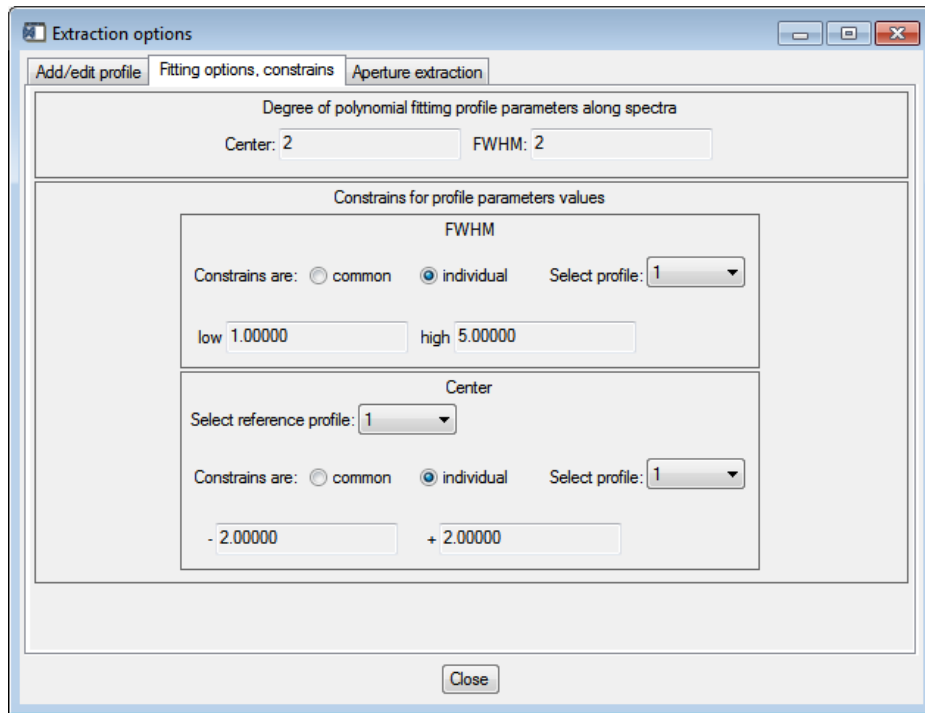 Extraction options
Add/edit profile Fitting options, constrains Aperture extraction
Degree of polynomial fittimg profile parameters along spectra
Center: 2 FWHM: 2
Constrains for profile parameters values
FWHM
Constrains are: common individual Select profile: 1
low 1.00000 high 5.00000
Center
Select reference profile: 1
Constrains are: common individual Select profile: 1
- 2.00000 + 2.00000
Close